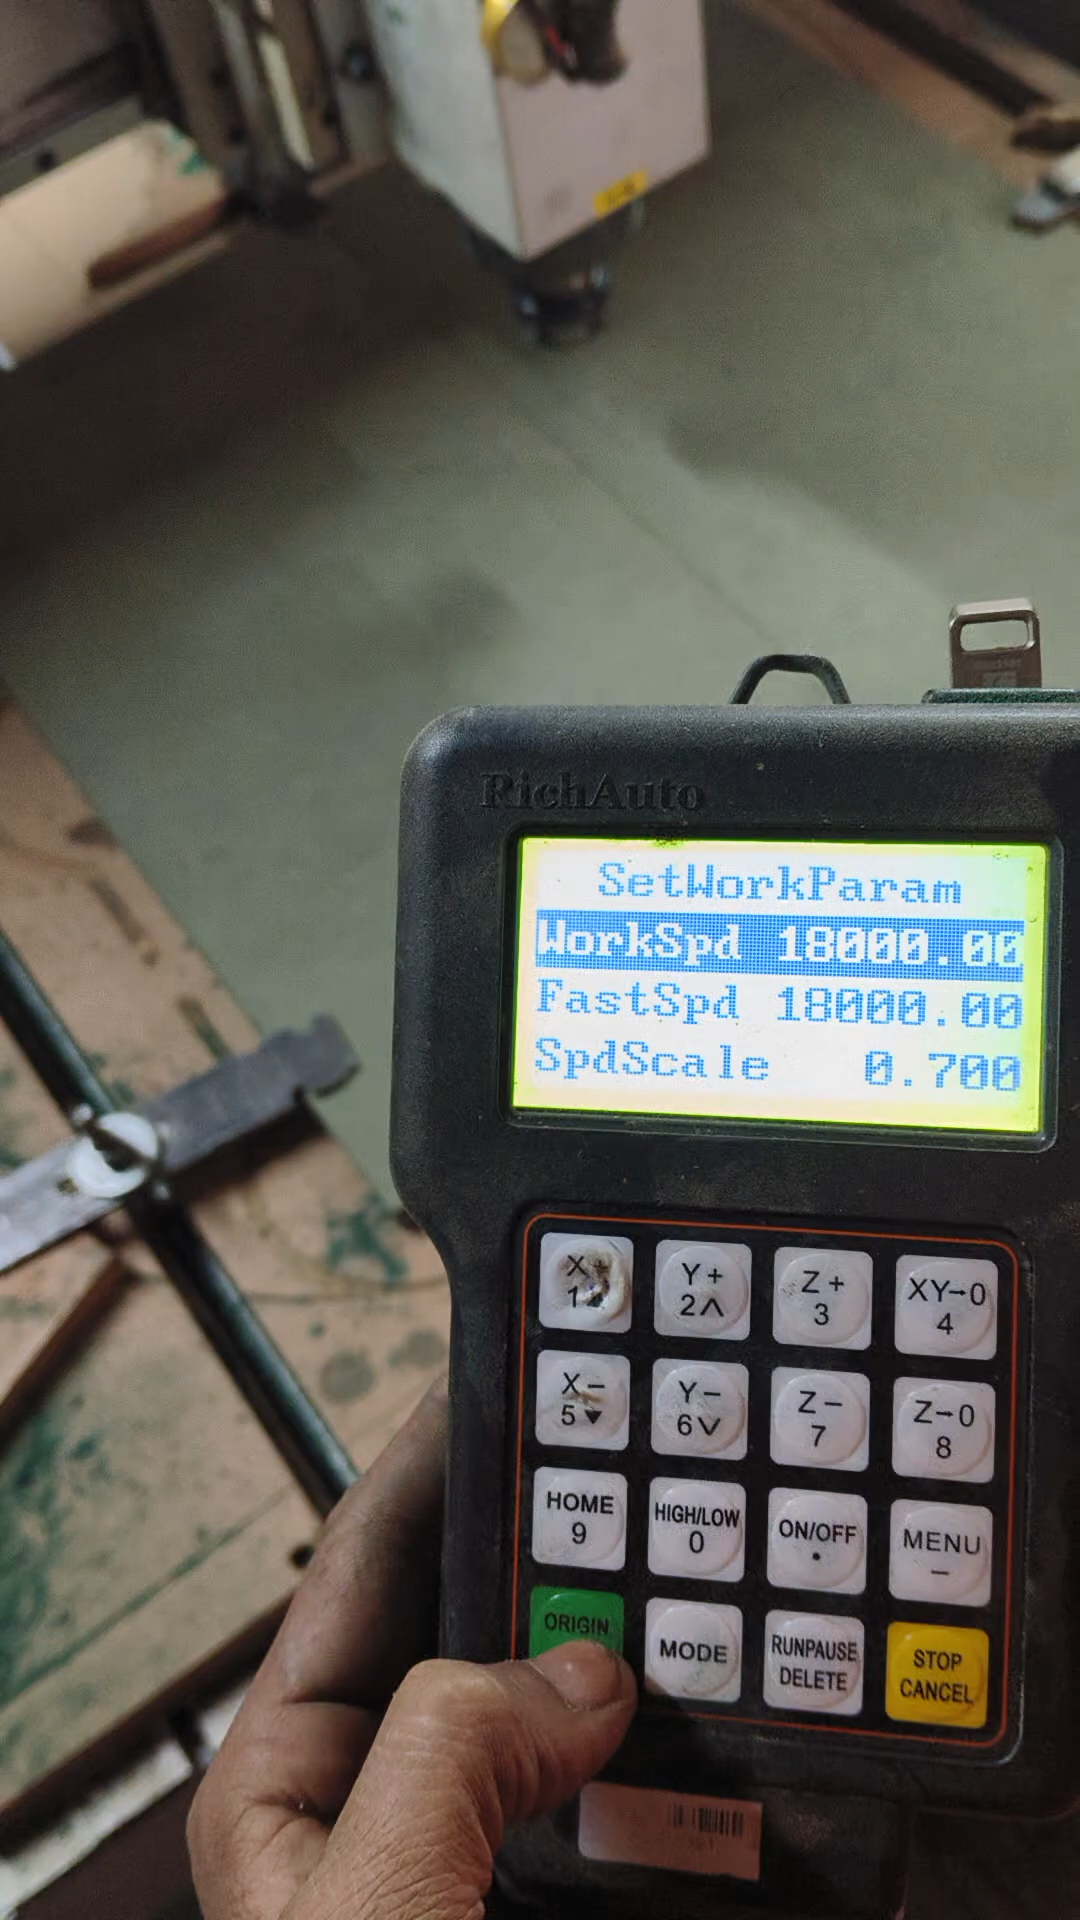 RichAuto
SetWorkParam
WorkSpd 18000.00
FastSpd 18000.00
SpdScale 0.700
X+
1
Y+
2∧
Z+
3
XY→0
4
X−
5▼
Y−
6∨
Z−
7
Z→0
8
HOME
9
HIGH/LOW
0
ON/OFF
•
MENU
−
ORIGIN
MODE
RUNPAUSE
DELETE
STOP
CANCEL